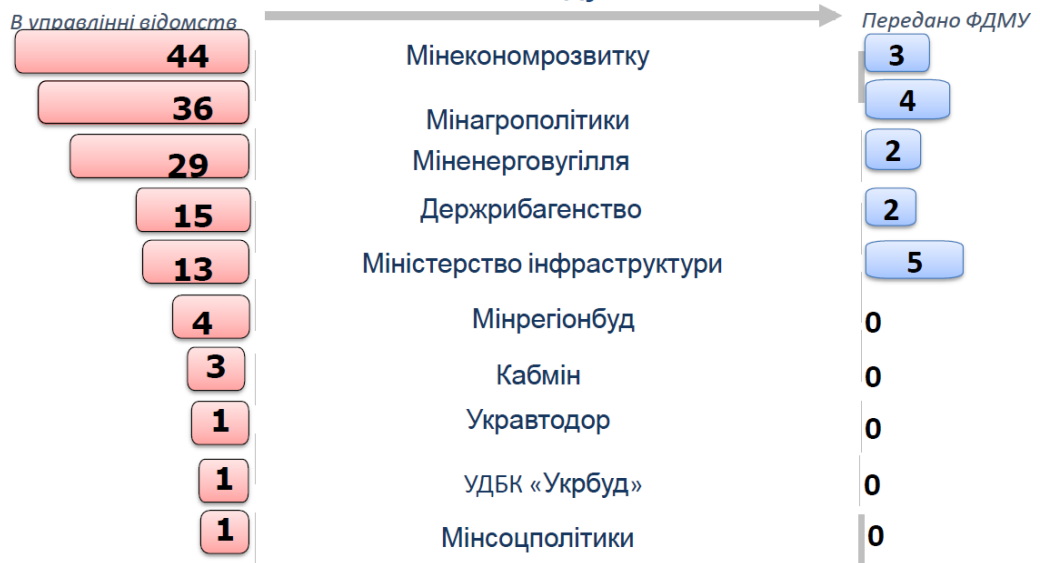 В управлінні відомств
Передано ФДМУ
44 Мінекономрозвитку 3
36 Мінагрополітики 4
29 Міненерговугілля 2
15 Держрибагенство 2
13 Міністерство інфраструктури 5
4 Мінрегіонбуд 0
3 Кабмін 0
1 Укравтодор 0
1 УДБК «Укрбуд» 0
1 Мінсоцполітики 0